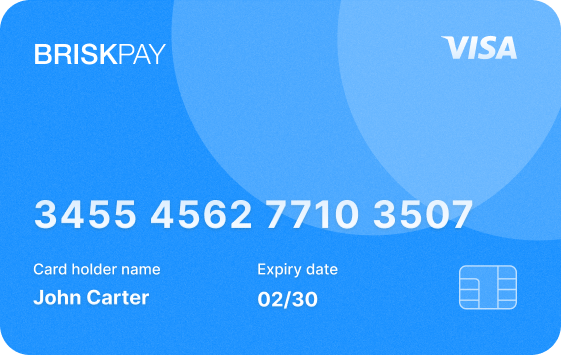 BRISKPAY
VISA
3455 4562 7710 3507
Card holder name
Expiry date
John Carter
02/30